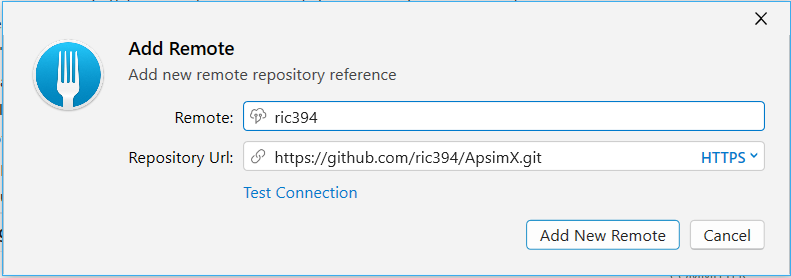 Add Remote
Add new remote repository reference
Remote: ric394
Repository Url: https://github.com/ric394/ApsimX.git HTTPS
Test Connection
Add New Remote Cancel